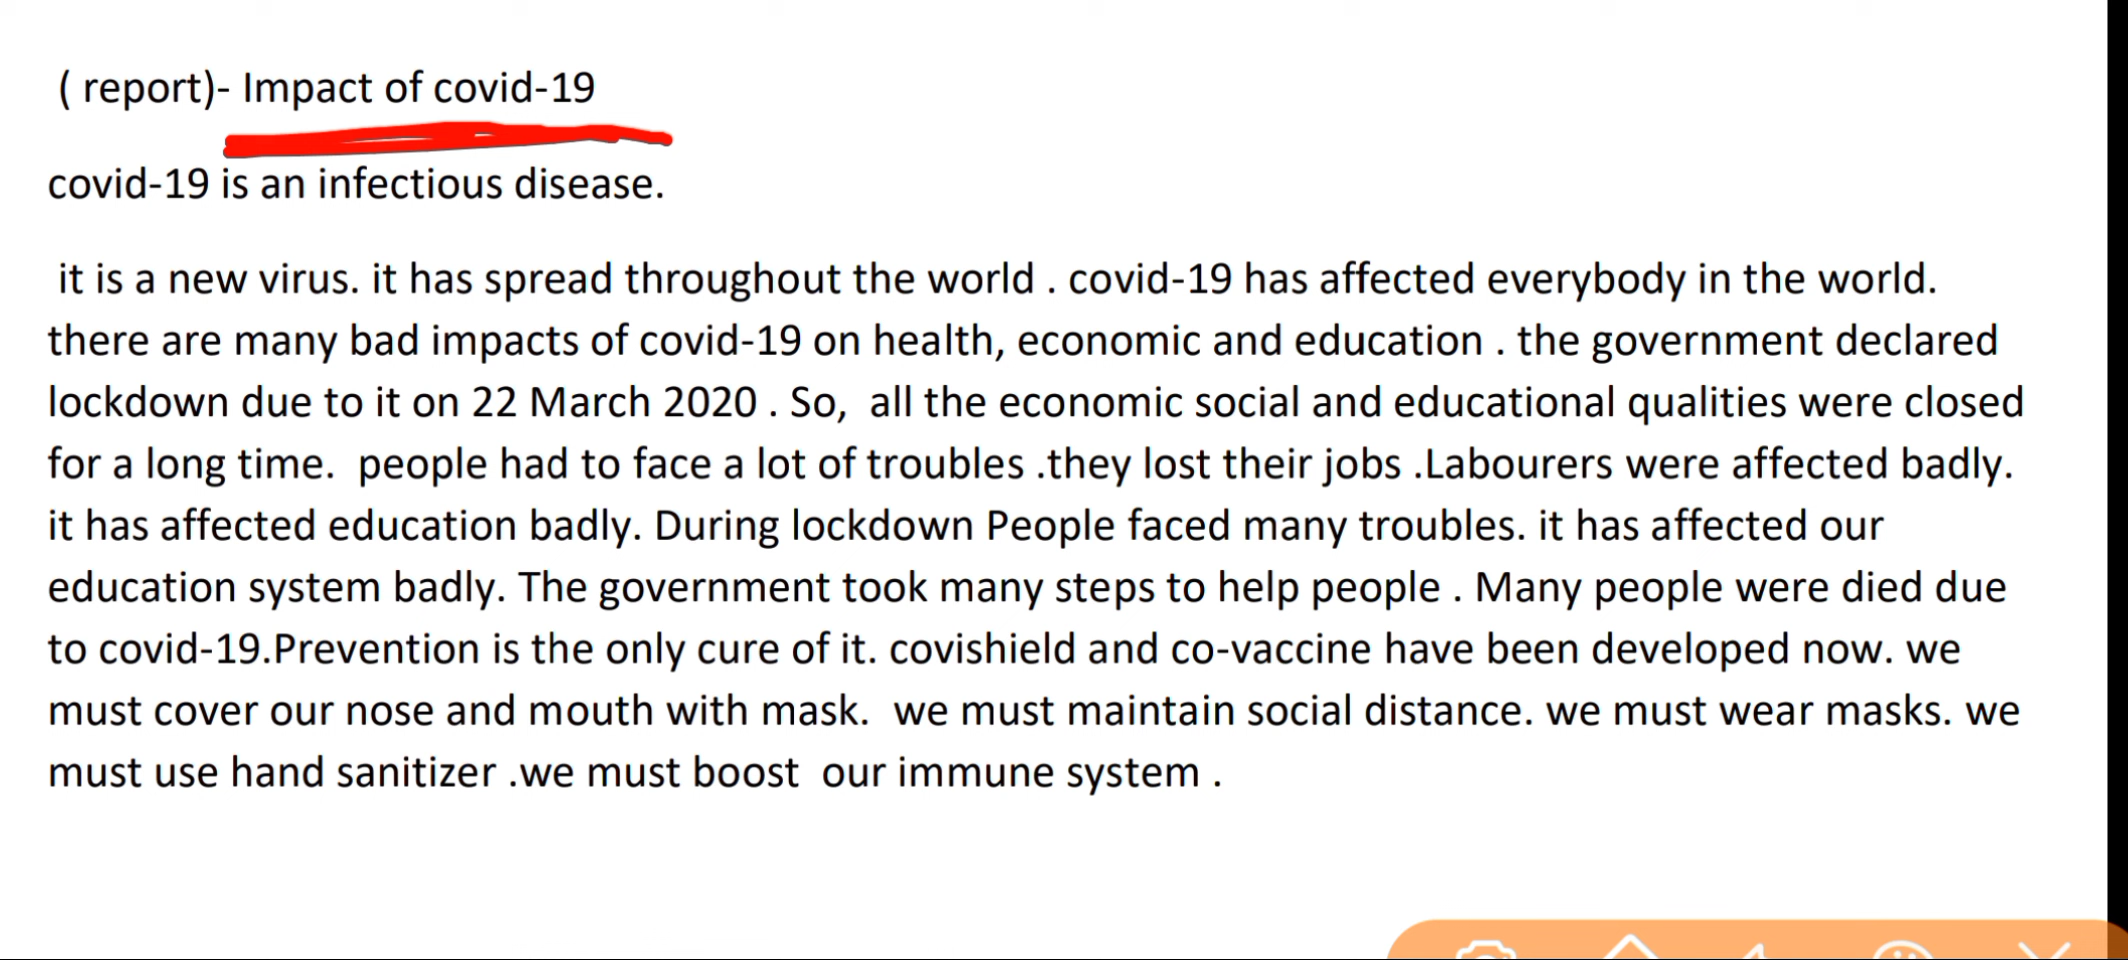 ( report)- Impact of covid-19
covid-19 is an infectious disease.
it is a new virus. it has spread throughout the world . covid-19 has affected everybody in the world.
there are many bad impacts of covid-19 on health, economic and education . the government declared
lockdown due to it on 22 March 2020 . So,  all the economic social and educational qualities were closed
for a long time.  people had to face a lot of troubles .they lost their jobs .Labourers were affected badly.
it has affected education badly. During lockdown People faced many troubles. it has affected our
education system badly. The government took many steps to help people . Many people were died due
to covid-19.Prevention is the only cure of it. covishield and co-vaccine have been developed now. we
must cover our nose and mouth with mask.  we must maintain social distance. we must wear masks. we
must use hand sanitizer .we must boost  our immune system .